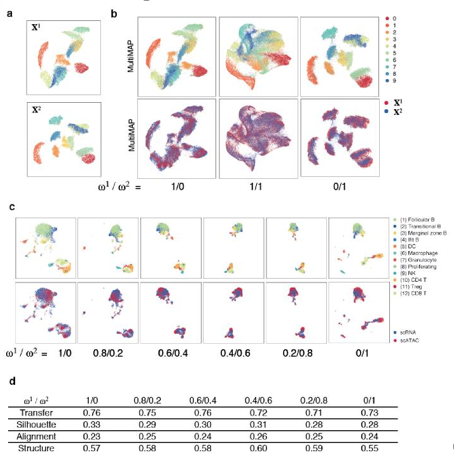 a
b
X¹
X²
MultiMAP
MultiMAP
0
1
2
3
4
5
6
7
8
9
X¹
X²
ω¹ / ω² = 1/0 1/1 0/1
c
(1) Follicular B
(2) Transitional B
(3) Marginal zone B
(4) B1 B
(5) DC
(6) Macrophage
(7) Granulocyte
(8) Proliferating
(9) NK
(10) CD4 T
(11) Treg
(12) CD8 T
scRNA
scATAC
ω¹ / ω² = 1/0 0.8/0.2 0.6/0.4 0.4/0.6 0.2/0.8 0/1
d
ω¹ / ω² 1/0 0.8/0.2 0.6/0.4 0.4/0.6 0.2/0.8 0/1
Transfer 0.76 0.75 0.76 0.72 0.71 0.73
Silhouette 0.33 0.29 0.30 0.31 0.28 0.28
Alignment 0.23 0.25 0.24 0.26 0.25 0.24
Structure 0.57 0.58 0.58 0.60 0.59 0.55